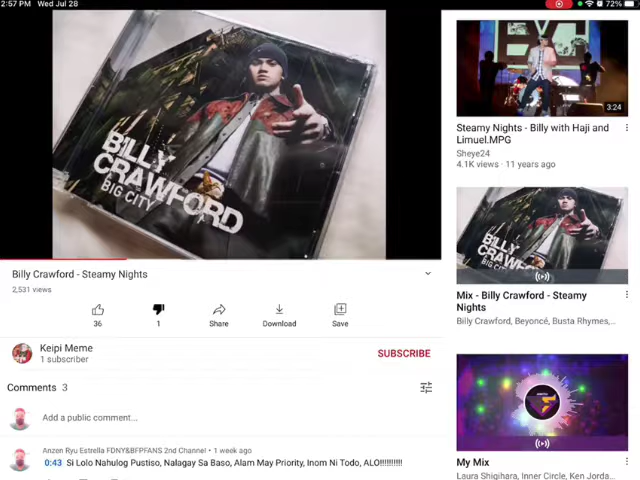 2:57 PM Wed Jul 28
72%
BILLY
CRAWFORD
BIG CITY
Billy Crawford - Steamy Nights
2,531 views
36
1
Share
Download
Save
Keipi Meme
1 subscriber
SUBSCRIBE
Comments 3
Add a public comment...
Anzen Ryu Estrella FDNY&BFPFANS 2nd Channel • 1 week ago
0:43 Si Lolo Nahulog Pustiso, Nalagay Sa Baso, Alam May Priority, Inom Ni Todo, ALO!!!!!!!!!!
3:24
Steamy Nights - Billy with Haji and
Limuel.MPG
Sheye24
4.1K views · 11 years ago
BILLY
BIG CITY
Mix - Billy Crawford - Steamy
Nights
Billy Crawford, Beyoncé, Busta Rhymes,...
My Mix
Laura Shigihara, Inner Circle, Ken Jorda...